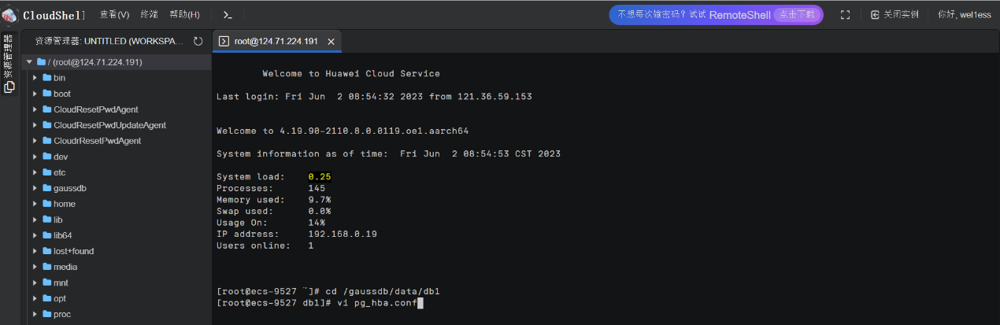 CloudShell 查看(V) 终端 帮助(H) 不想每次输密码？试试 RemoteShell 点击下载 关闭实例 你好, wel1ess
资源管理器
资源管理器: UNTITLED (WORKSPA...
root@124.71.224.191
/ (root@124.71.224.191)
bin
boot
CloudResetPwdAgent
CloudResetPwdUpdateAgent
CloudrResetPwdAgent
dev
etc
gaussdb
home
lib
lib64
lost+found
media
mnt
opt
proc
Welcome to Huawei Cloud Service
Last login: Fri Jun  2 08:54:32 2023 from 121.36.59.153
Welcome to 4.19.90-2110.8.0.0119.oe1.aarch64
System information as of time:  Fri Jun  2 08:54:53 CST 2023
System load:    0.25
Processes:      145
Memory used:    9.7%
Swap used:      0.0%
Usage On:       14%
IP address:     192.168.0.19
Users online:   1
[root@ecs-9527 ~]# cd /gaussdb/data/db1
[root@ecs-9527 db1]# vi pg_hba.conf